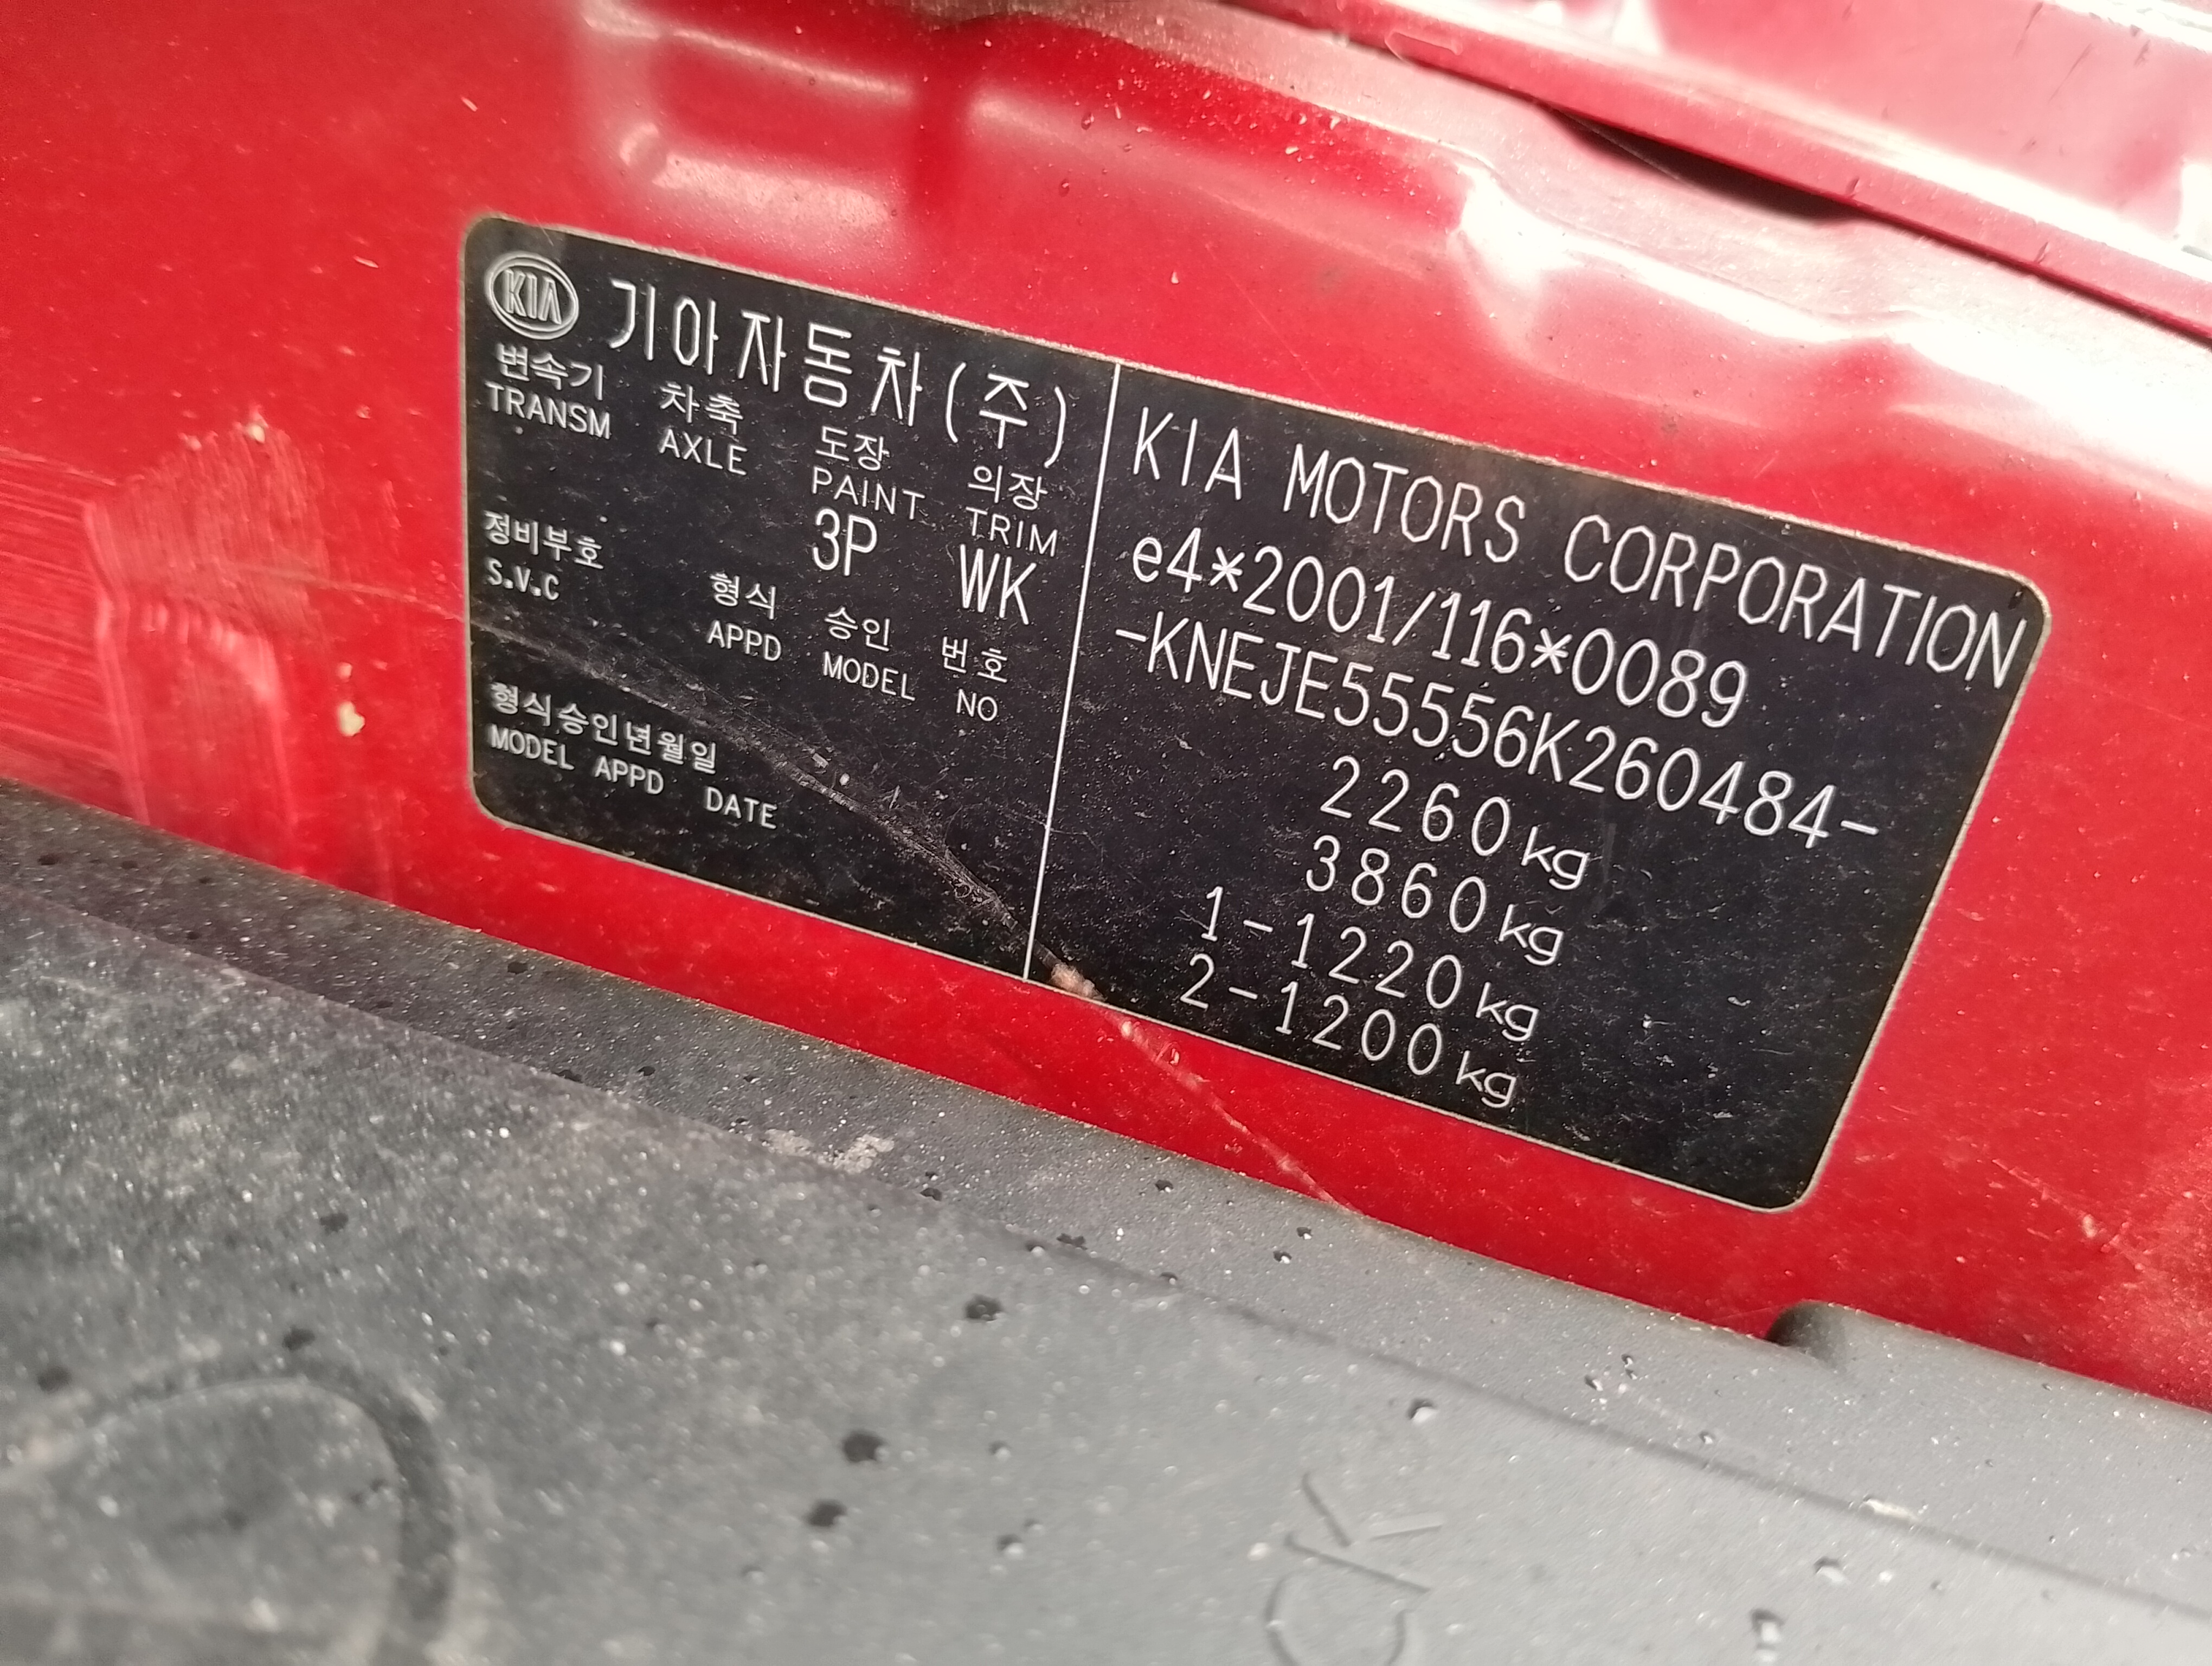 KIA 기아자동차(주)
변속기 차축 도장 의장
TRANSM AXLE PAINT TRIM
3P WK
정비부호
S.V.C
형식 승인 번호
APPD MODEL NO
형식승인년월일
MODEL APPD DATE
KIA MOTORS CORPORATION
e4*2001/116*0089
-KNEJE55556K260484-
2260kg
3860kg
1-1220kg
2-1200kg